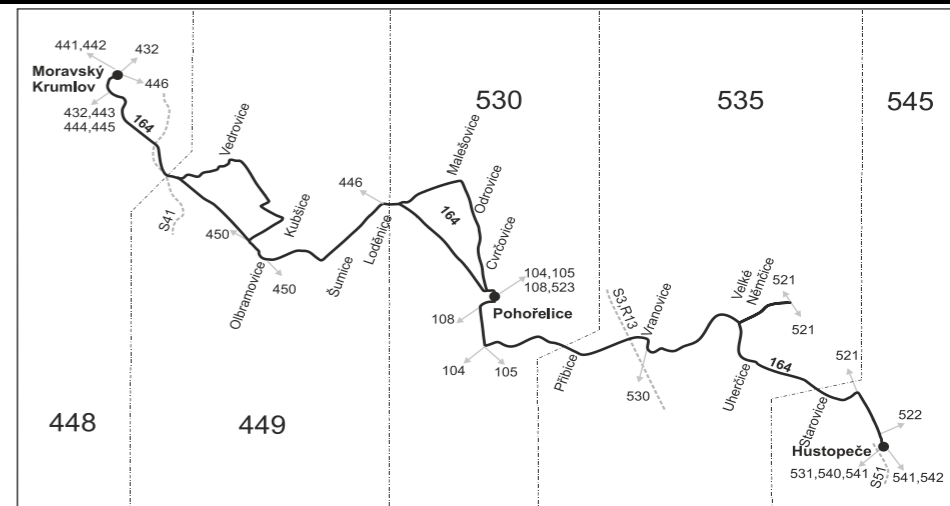 441,442
432
Moravský
Krumlov
446
432,443
444,445
164
S41
Vedrovice
Kubšice
450
Olbramovice
450
Šumice
Loděnice
446
530
Malešovice
Odrovice
164
Cvrčovice
104,105
108,523
108
Pohořelice
104
105
535
545
S3,R13
Vranovice
Velké
Němčice
521
521
Přibice
530
Uherčice
164
521
Starovice
522
Hustopeče
531,540,541
S51
541,542
448
449